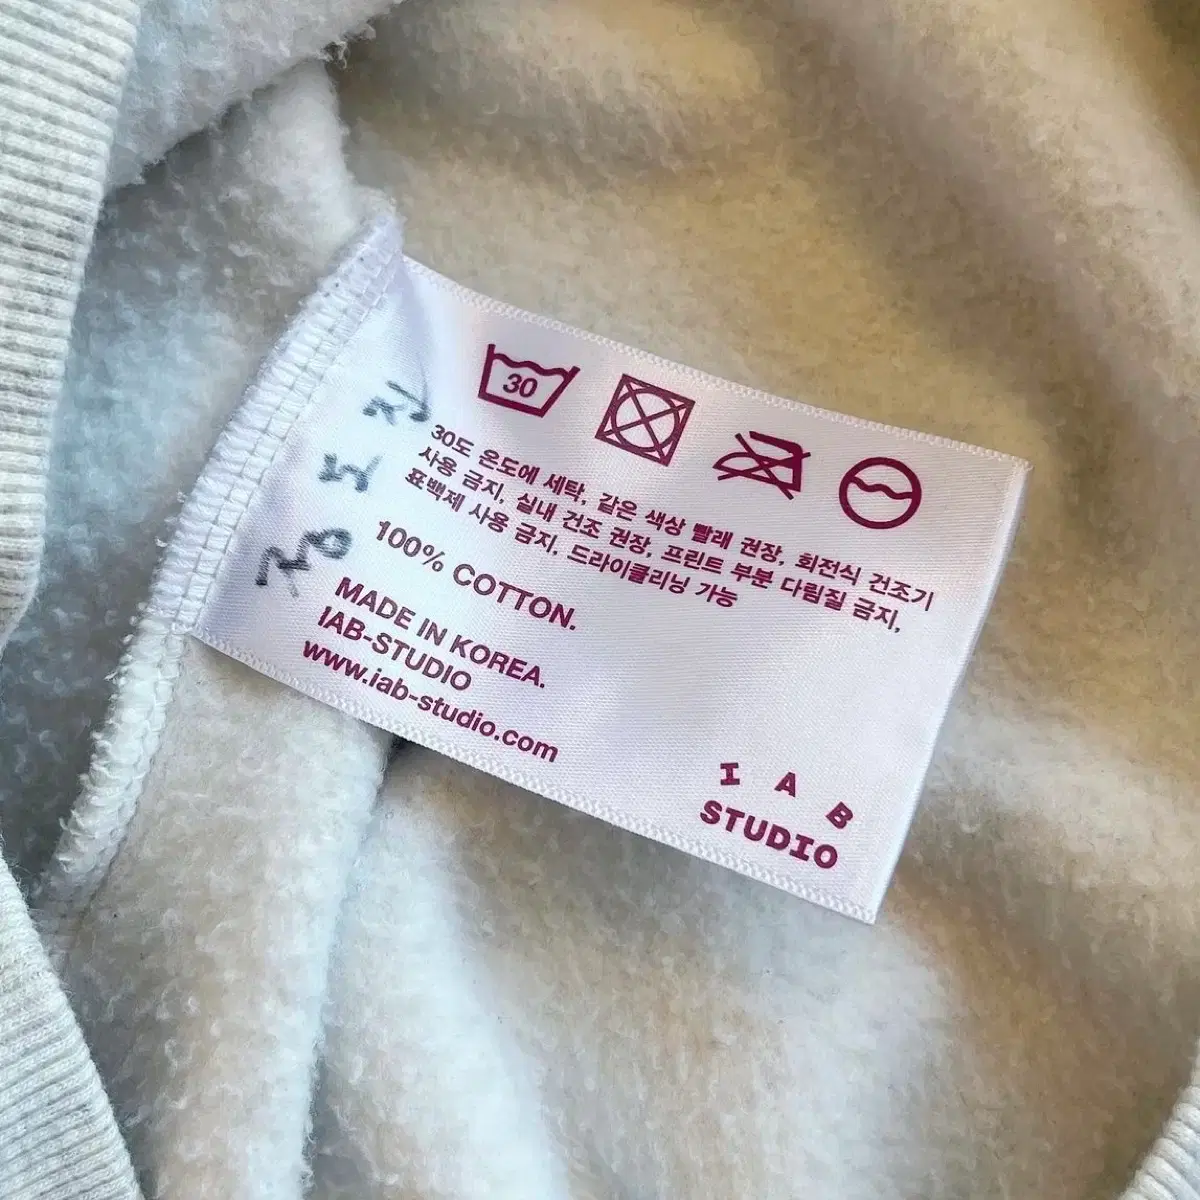 30
30도 온도에 세탁, 같은 색상 빨래 권장, 회전식 건조기
사용 금지, 실내 건조 권장, 프린트 부분 다림질 금지,
표백제 사용 금지, 드라이클리닝 가능
100% COTTON.
MADE IN KOREA.
IAB-STUDIO
www.iab-studio.com
I A B
STUDIO